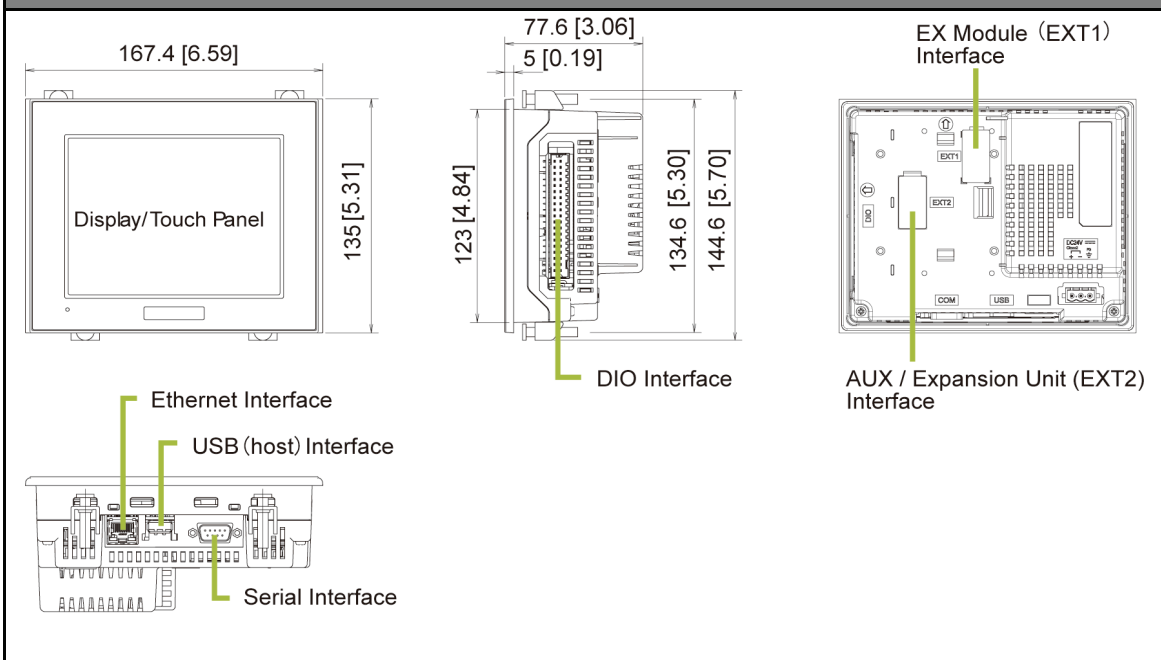 167.4 [6.59]
Display/Touch Panel
135 [5.31]
77.6 [3.06]
5 [0.19]
123 [4.84]
134.6 [5.30]
144.6 [5.70]
DIO Interface
EX Module (EXT1)
Interface
EXT1
EXT2
DIO
DC24V
COM
USB
AUX / Expansion Unit (EXT2)
Interface
Ethernet Interface
USB (host) Interface
Serial Interface